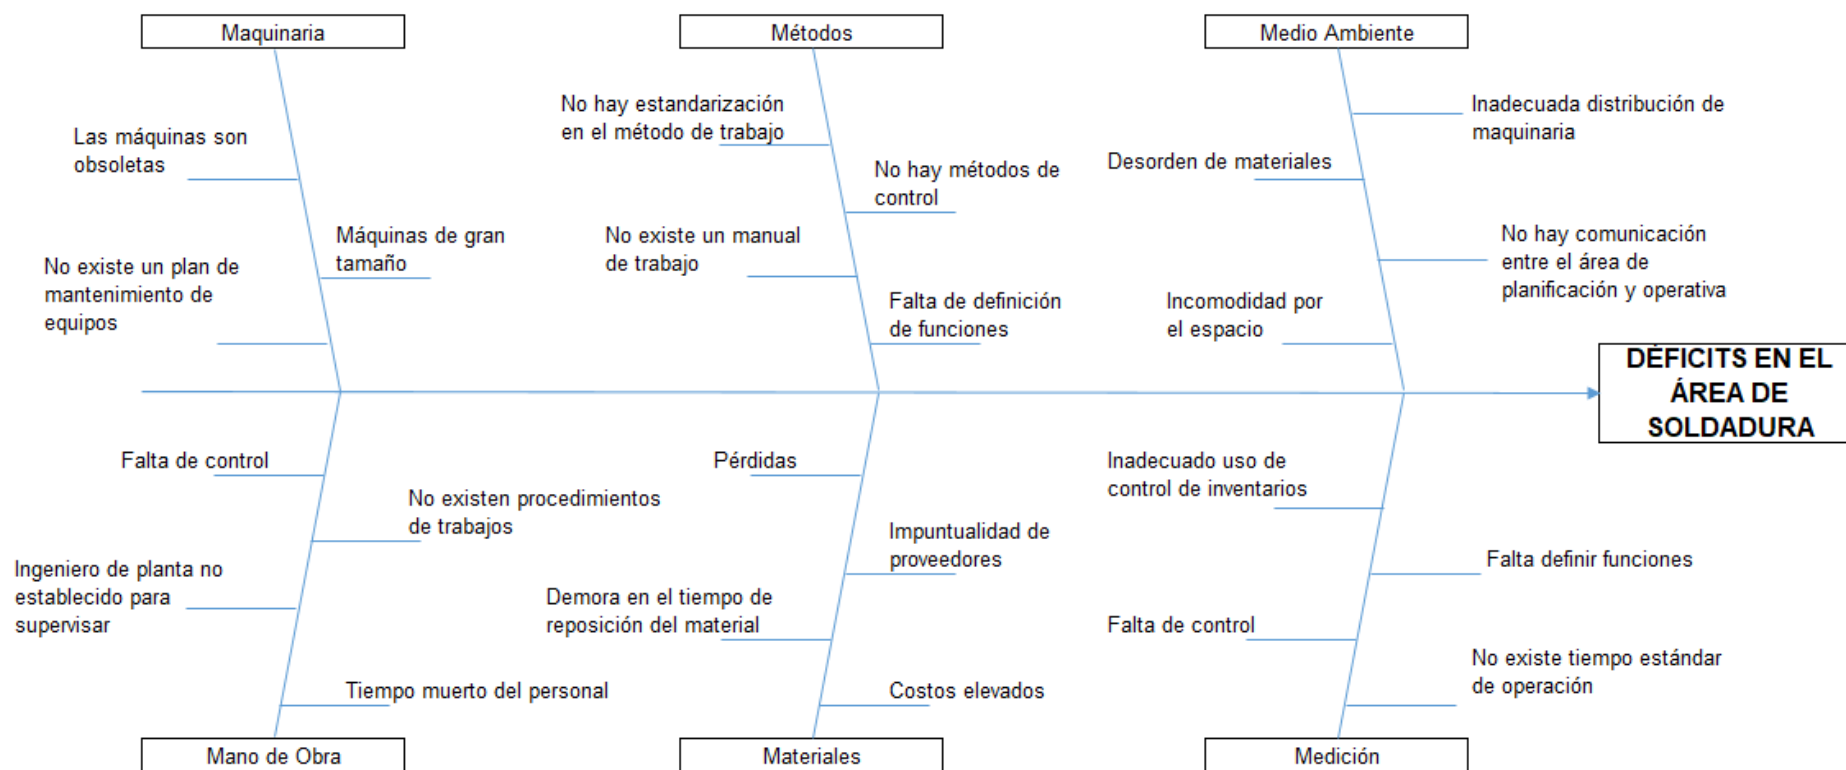 Maquinaria
Métodos
Medio Ambiente
No hay estandarización
en el método de trabajo
Inadecuada distribución de
maquinaria
Las máquinas son
obsoletas
Desorden de materiales
No hay métodos de
control
Máquinas de gran
tamaño
No existe un manual
de trabajo
No hay comunicación
entre el área de
planificación y operativa
No existe un plan de
mantenimiento de
equipos
Falta de definición
de funciones
Incomodidad por
el espacio
DÉFICITS EN EL
ÁREA DE
SOLDADURA
Falta de control
Pérdidas
Inadecuado uso de
control de inventarios
No existen procedimientos
de trabajos
Impuntualidad de
proveedores
Falta definir funciones
Ingeniero de planta no
establecido para
supervisar
Demora en el tiempo de
reposición del material
Falta de control
Tiempo muerto del personal
Costos elevados
No existe tiempo estándar
de operación
Mano de Obra
Materiales
Medición